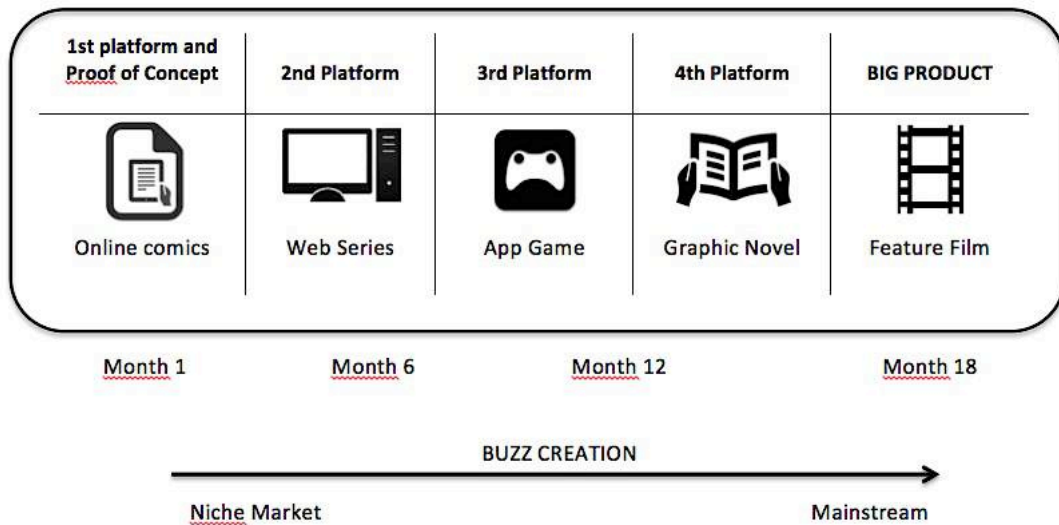 1st platform and
Proof of Concept
2nd Platform
3rd Platform
4th Platform
BIG PRODUCT
Online comics
Web Series
App Game
Graphic Novel
Feature Film
Month 1
Month 6
Month 12
Month 18
BUZZ CREATION
Niche Market
Mainstream